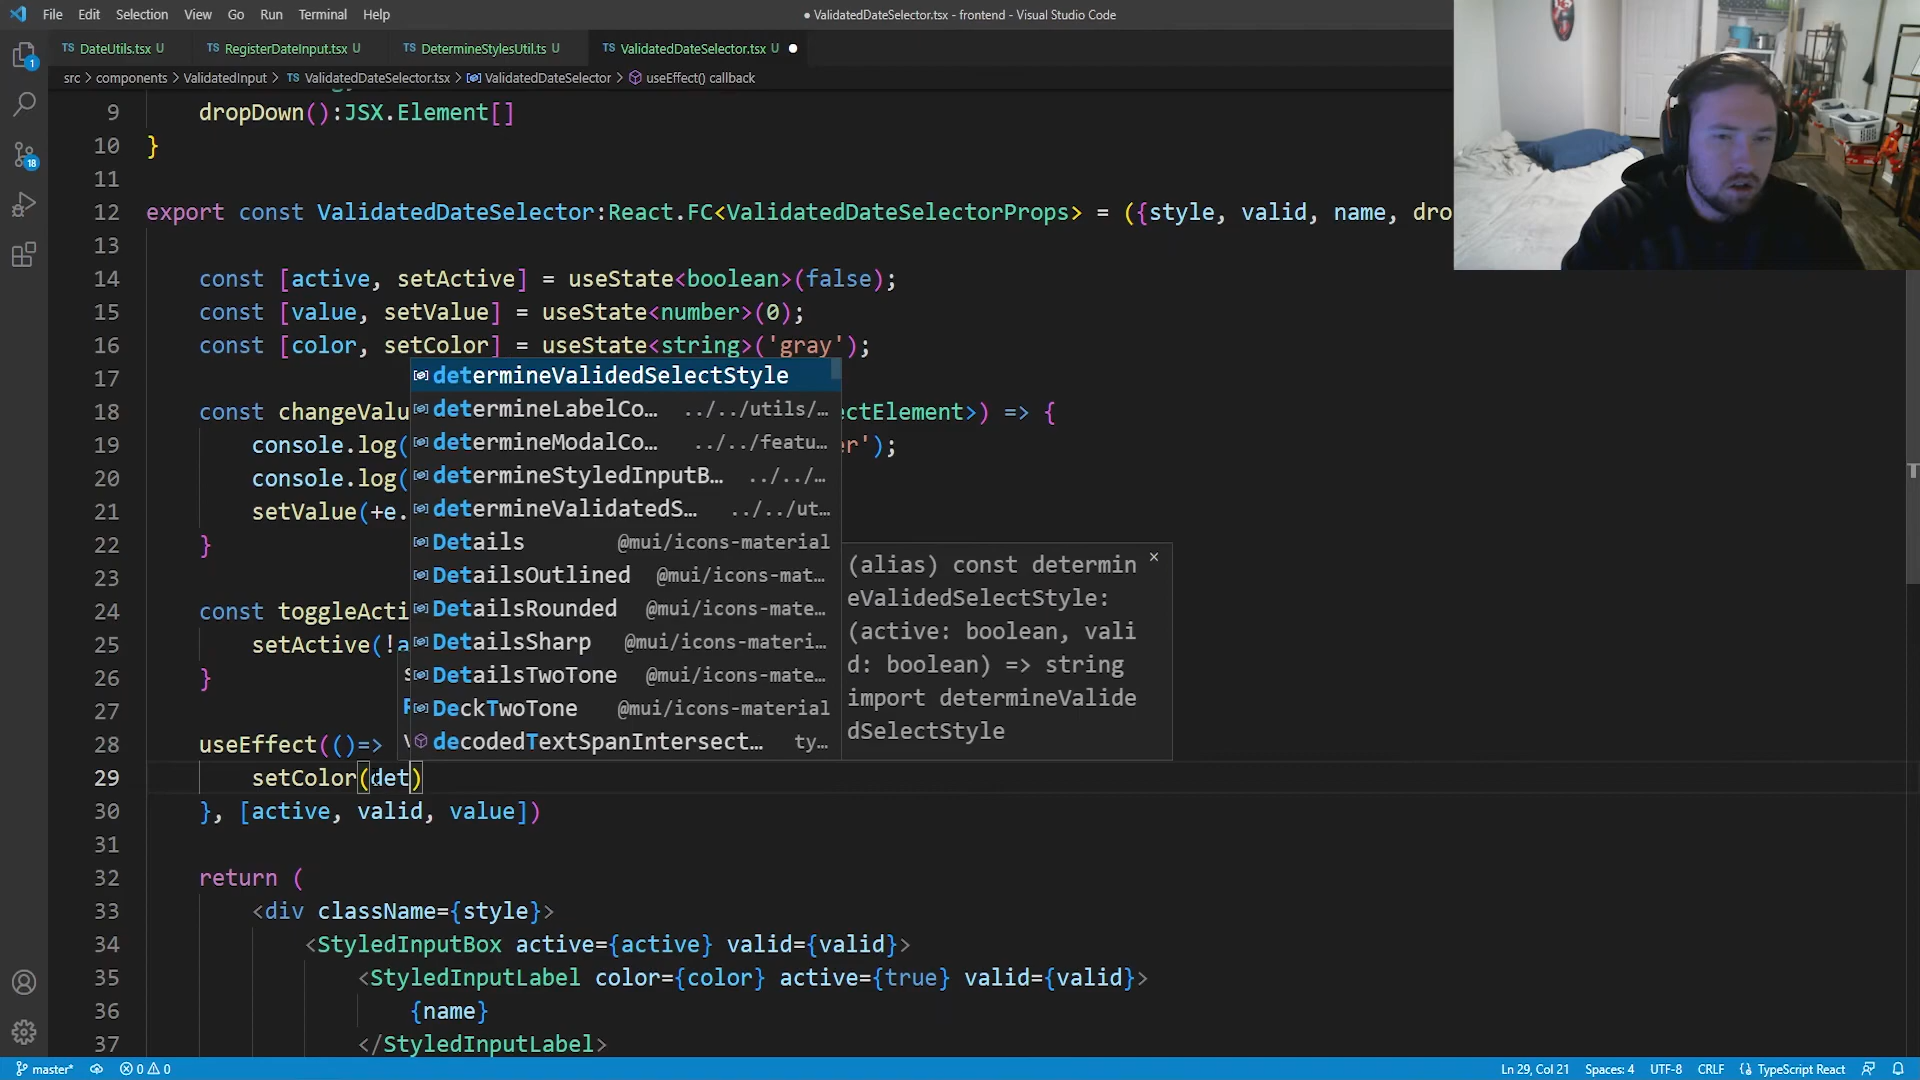 File Edit Selection View Go Run Terminal Help
● ValidatedDateSelector.tsx - frontend - Visual Studio Code
TS DateUtils.tsx U TS RegisterDateInput.tsx U TS DetermineStylesUtil.ts U TS ValidatedDateSelector.tsx U ●
src > components > ValidatedInput > TS ValidatedDateSelector.tsx > ValidatedDateSelector > useEffect() callback
9 dropDown():JSX.Element[]
10 }
11
12 export const ValidatedDateSelector:React.FC<ValidatedDateSelectorProps> = ({style, valid, name, dro
13
14 const [active, setActive] = useState<boolean>(false);
15 const [value, setValue] = useState<number>(0);
16 const [color, setColor] = useState<string>('gray');
17
determineValidedSelectStyle
18 const changeValu ectElement>) => {
determineLabelCo… ../../utils/…
19 console.log( er');
determineModalCo… ../../featu…
20 console.log(
determineStyledInputB… ../../…
21 setValue(+e.
determineValidatedS… ../../ut…
22 }
Details @mui/icons-material
23
DetailsOutlined @mui/icons-mat…
24 const toggleActi
DetailsRounded @mui/icons-mate…
25 setActive(!a
DetailsSharp @mui/icons-materi…
26 }
DetailsTwoTone @mui/icons-mate…
27
DeckTwoTone @mui/icons-material
28 useEffect(()=>
decodedTextSpanIntersect… ty…
(alias) const determin
eValidedSelectStyle:
(active: boolean, vali
d: boolean) => string
import determineValide
dSelectStyle
29 setColor(det)
30 }, [active, valid, value])
31
32 return (
33 <div className={style}>
34 <StyledInputBox active={active} valid={valid}>
35 <StyledInputLabel color={color} active={true} valid={valid}>
36 {name}
37 </StyledInputLabel>
1
18
master* 0 0 Ln 29, Col 21 Spaces: 4 UTF-8 CRLF TypeScript React